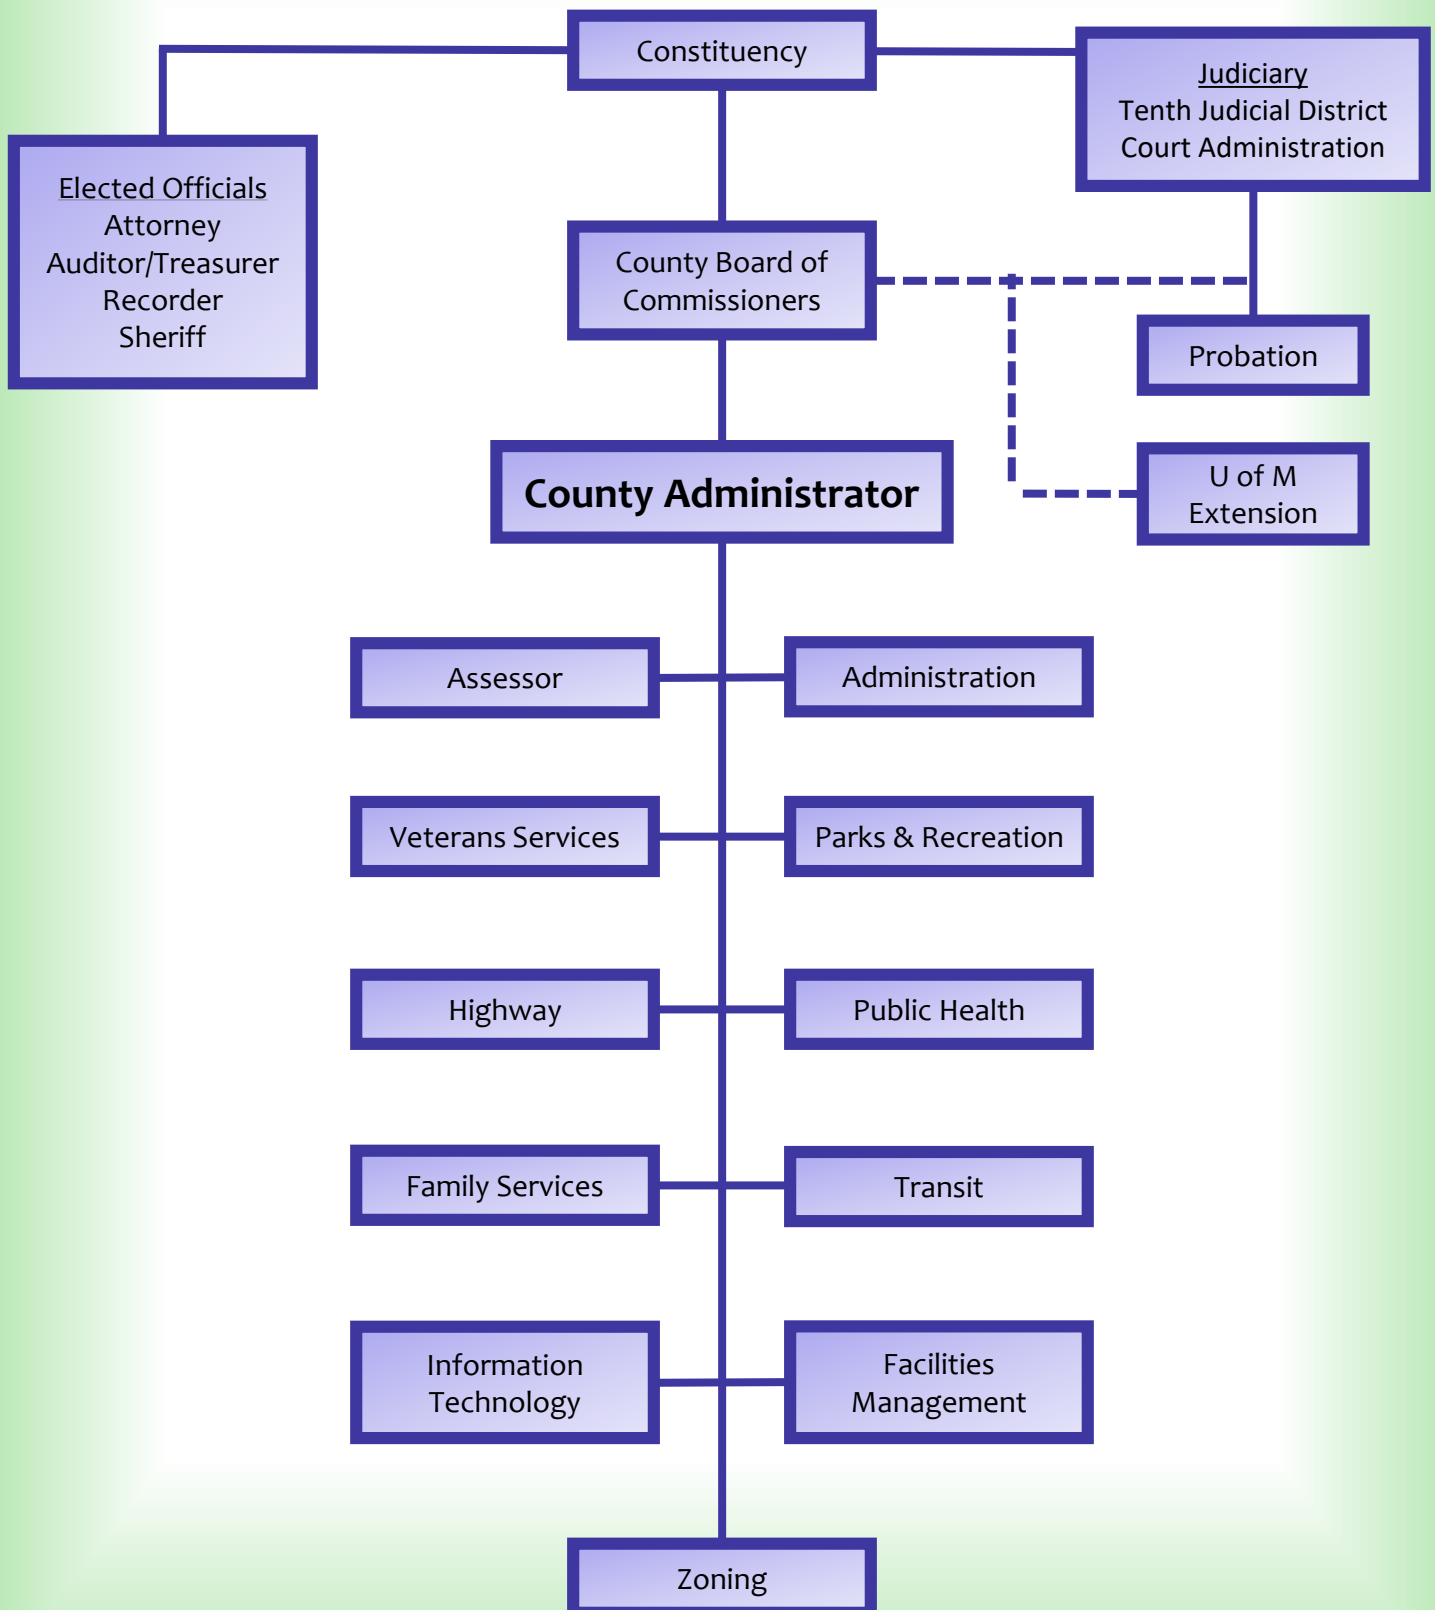 Constituency
Judiciary
Tenth Judicial District
Court Administration
Elected Officials
Attorney
Auditor/Treasurer
Recorder
Sheriff
County Board of
Commissioners
Probation
County Administrator
U of M
Extension
Assessor
Administration
Veterans Services
Parks & Recreation
Highway
Public Health
Family Services
Transit
Information
Technology
Facilities
Management
Zoning